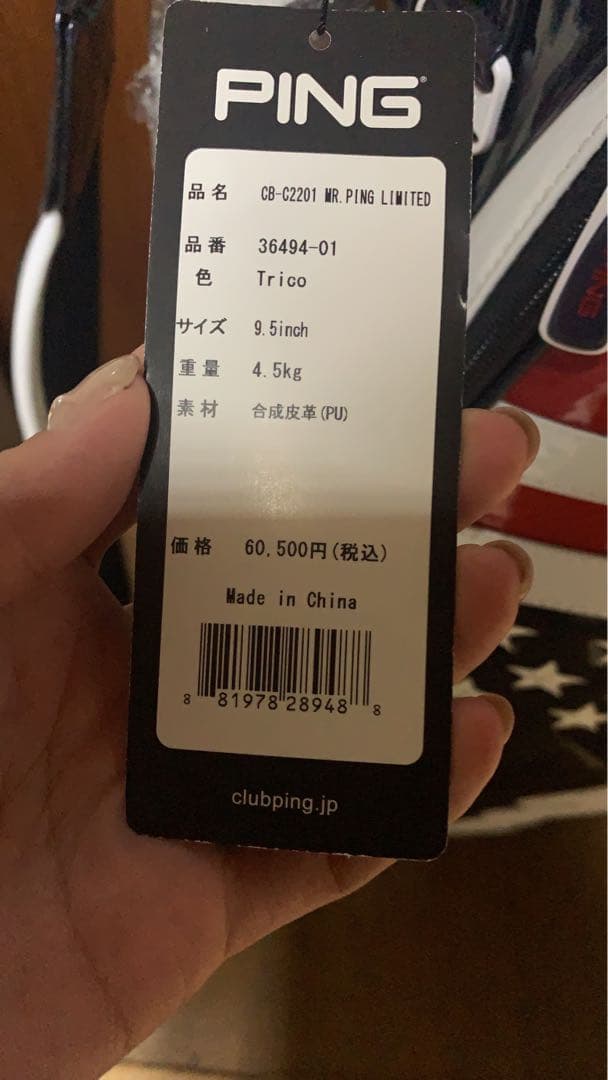 PING
品名 CB-C2201 MR.PING LIMITED
品番 36494-01
色 Trico
サイズ 9.5inch
重量 4.5kg
素材 合成皮革(PU)
価格 60,500円(税込)
Made in China
8 81978 28948 8
clubping.jp
PING